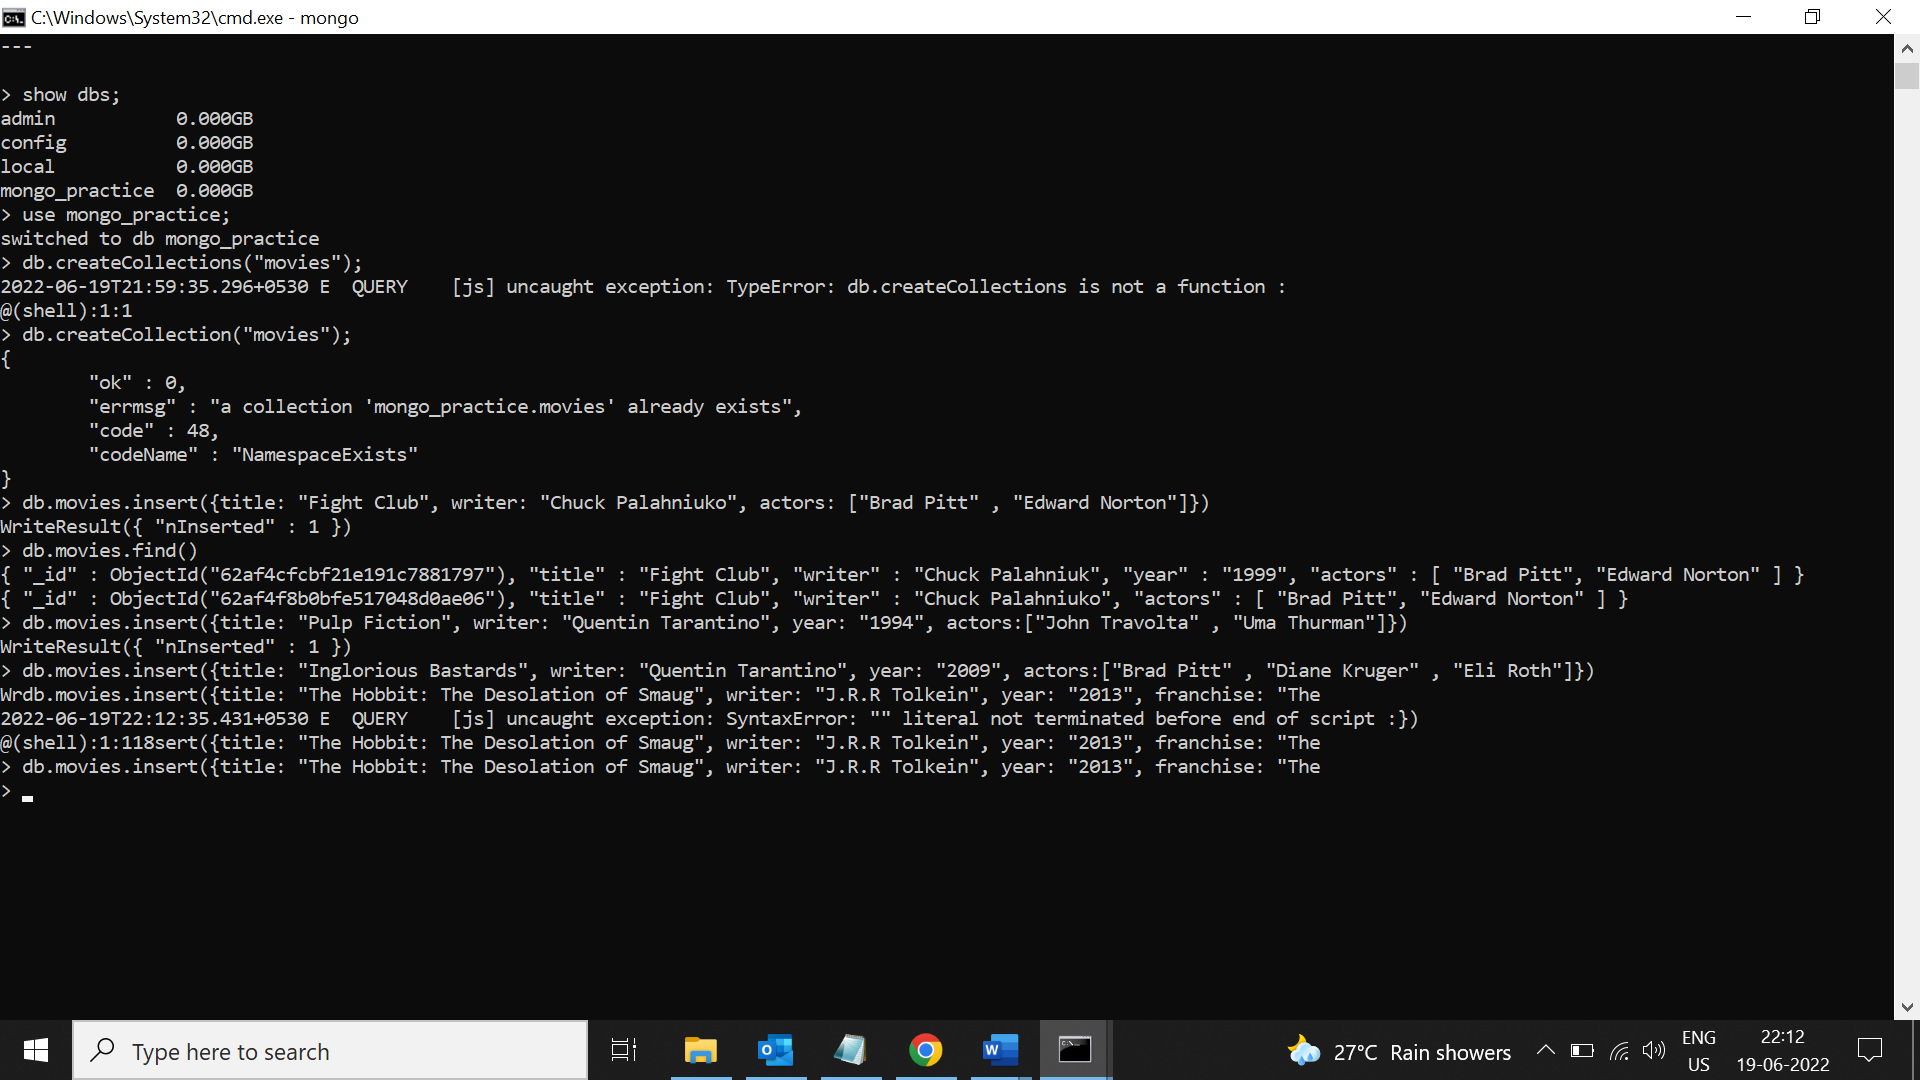 C:\Windows\System32\cmd.exe - mongo
---
> show dbs;
admin           0.000GB
config          0.000GB
local           0.000GB
mongo_practice  0.000GB
> use mongo_practice;
switched to db mongo_practice
> db.createCollections("movies");
2022-06-19T21:59:35.296+0530 E  QUERY    [js] uncaught exception: TypeError: db.createCollections is not a function :
@(shell):1:1
> db.createCollection("movies");
{
        "ok" : 0,
        "errmsg" : "a collection 'mongo_practice.movies' already exists",
        "code" : 48,
        "codeName" : "NamespaceExists"
}
> db.movies.insert({title: "Fight Club", writer: "Chuck Palahniuko", actors: ["Brad Pitt" , "Edward Norton"]})
WriteResult({ "nInserted" : 1 })
> db.movies.find()
{ "_id" : ObjectId("62af4cfcbf21e191c7881797"), "title" : "Fight Club", "writer" : "Chuck Palahniuk", "year" : "1999", "actors" : [ "Brad Pitt", "Edward Norton" ] }
{ "_id" : ObjectId("62af4f8b0bfe517048d0ae06"), "title" : "Fight Club", "writer" : "Chuck Palahniuko", "actors" : [ "Brad Pitt", "Edward Norton" ] }
> db.movies.insert({title: "Pulp Fiction", writer: "Quentin Tarantino", year: "1994", actors:["John Travolta" , "Uma Thurman"]})
WriteResult({ "nInserted" : 1 })
> db.movies.insert({title: "Inglorious Bastards", writer: "Quentin Tarantino", year: "2009", actors:["Brad Pitt" , "Diane Kruger" , "Eli Roth"]})
Wrdb.movies.insert({title: "The Hobbit: The Desolation of Smaug", writer: "J.R.R Tolkein", year: "2013", franchise: "The
2022-06-19T22:12:35.431+0530 E  QUERY    [js] uncaught exception: SyntaxError: "" literal not terminated before end of script :})
@(shell):1:118sert({title: "The Hobbit: The Desolation of Smaug", writer: "J.R.R Tolkein", year: "2013", franchise: "The
> db.movies.insert({title: "The Hobbit: The Desolation of Smaug", writer: "J.R.R Tolkein", year: "2013", franchise: "The
>
Type here to search
27°C Rain showers
ENG
US
22:12
19-06-2022